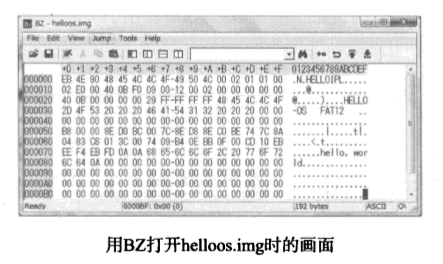 BZ - helloos.img
File Edit View Jump Tools Help
+0 +1 +2 +3 +4 +5 +6 +7 +8 +9 +A +B +C +D +E +F 0123456789ABCDEF
000000 EB 4E 90 48 45 4C 4C 4F-49 50 4C 00 02 01 01 00 .N.HELLOIPL.....
000010 02 E0 00 40 0B F0 09 00-12 00 02 00 00 00 00 00 ...@............
000020 40 0B 00 00 00 00 29 FF-FF FF FF 48 45 4C 4C 4F @.....)....HELLO
000030 2D 4F 53 20 20 20 46 41-54 31 32 20 20 20 00 00 -OS FAT12 ..
000040 00 00 00 00 00 00 00 00-00 00 00 00 00 00 00 00 ................
000050 B8 00 00 8E D0 BC 00 7C-8E D8 8E C0 BE 74 7C 8A .......|.....t|.
000060 04 83 C6 01 3C 00 74 09-B4 0E BB 0F 00 CD 10 EB ....<.t.........
000070 EE F4 EB FD 0A 0A 68 65-6C 6C 6F 2C 20 77 6F 72 ......hello, wor
000080 6C 64 0A 00 00 00 00 00-00 00 00 00 00 00 00 00 ld..............
000090 00 00 00 00 00 00 00 00-00 00 00 00 00 00 00 00 ................
0000A0 00 00 00 00 00 00 00 00-00 00 00 00 00 00 00 00 ................
0000B0 00 00 00 00 00 00 00 00-00 00 00 00 00 00 00 00 ...............
Ready 0000BF: 0x00 (0) 192 bytes ASCII
用BZ打开helloos.img时的画面